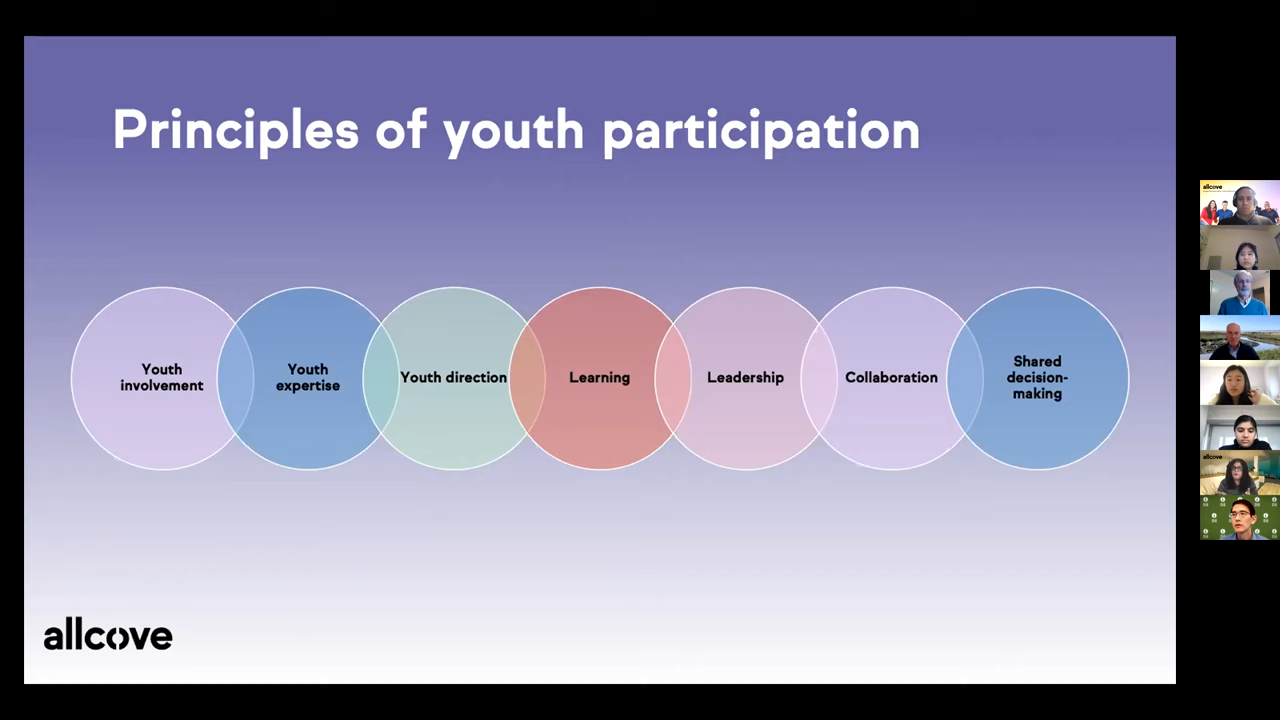 Principles of youth participation
Youth
involvement
Youth
expertise
Youth direction
Learning
Leadership
Collaboration
Shared
decision-
making
allcove
allcove
allcove